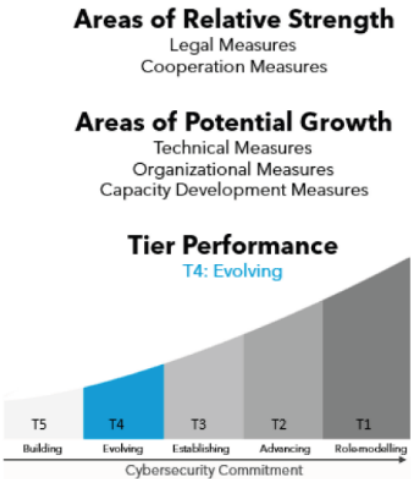 Areas of Relative Strength
Legal Measures
Cooperation Measures
Areas of Potential Growth
Technical Measures
Organizational Measures
Capacity Development Measures
Tier Performance
T4: Evolving
T5 T4 T3 T2 T1
Building Evolving Establishing Advancing Role-modelling
Cybersecurity Commitment